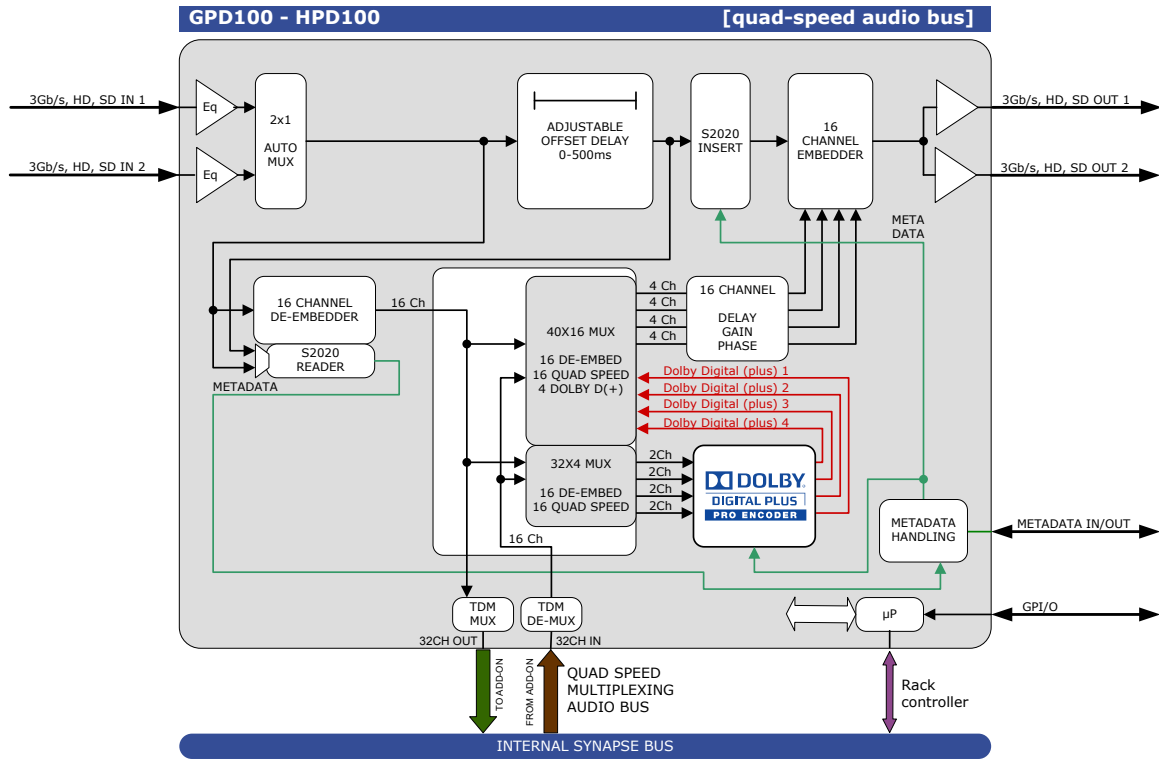 GPD100 - HPD100 [quad-speed audio bus]
3Gb/s, HD, SD IN 1
Eq
2x1
AUTO
MUX
3Gb/s, HD, SD IN 2
Eq
ADJUSTABLE
OFFSET DELAY
0-500ms
S2020
INSERT
16
CHANNEL
EMBEDDER
3Gb/s, HD, SD OUT 1
3Gb/s, HD, SD OUT 2
META
DATA
16 CHANNEL
DE-EMBEDDER
16 Ch
S2020
READER
METADATA
40X16 MUX
16 DE-EMBED
16 QUAD SPEED
4 DOLBY D(+)
4 Ch
4 Ch
4 Ch
4 Ch
16 CHANNEL
DELAY
GAIN
PHASE
Dolby Digital (plus) 1
Dolby Digital (plus) 2
Dolby Digital (plus) 3
Dolby Digital (plus) 4
32X4 MUX
16 DE-EMBED
16 QUAD SPEED
2Ch
2Ch
2Ch
2Ch
DOLBY
DIGITAL PLUS
PRO ENCODER
16 Ch
METADATA
HANDLING
METADATA IN/OUT
TDM
MUX
TDM
DE-MUX
µP
GPI/O
32CH OUT
32CH IN
TO ADD-ON
FROM ADD-ON
QUAD SPEED
MULTIPLEXING
AUDIO BUS
Rack
controller
INTERNAL SYNAPSE BUS